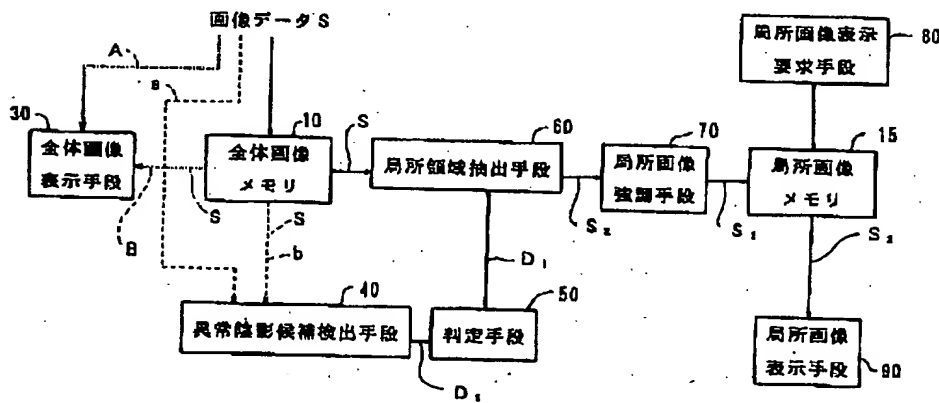 画像データS
A
a
30
全体画像
表示手段
B
S
10
全体画像
メモリ
S
S
b
60
局所領域抽出手段
S₂
D₁
70
局所画像
強調手段
S₃
80
局所画像表示
要求手段
15
局所画像
メモリ
S₃
局所画像
表示手段
90
40
異常陰影候補検出手段
D₁
50
判定手段